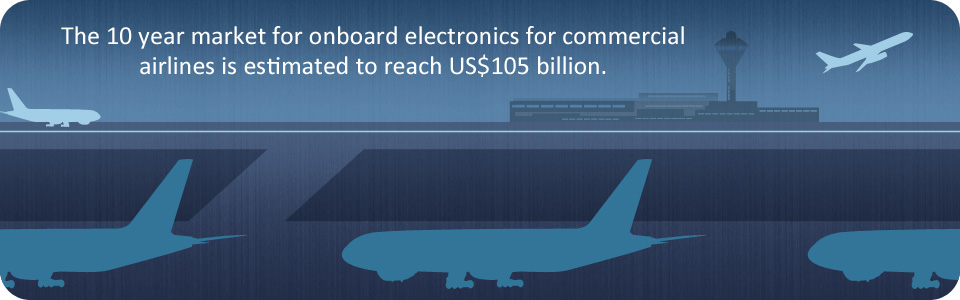 The 10 year market for onboard electronics for commercial
airlines is estimated to reach US$105 billion.